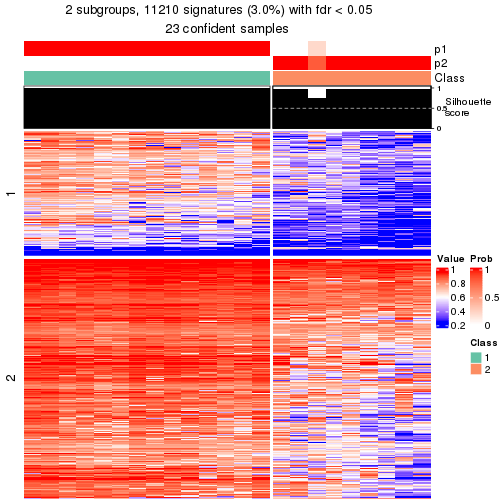 2 subgroups, 11210 signatures (3.0%) with fdr < 0.05
23 confident samples
p1
p2
Class
1
0.5
0
Silhouette
score
1
2
Value
1
0.8
0.6
0.4
0.2
Prob
1
0.5
0
Class
1
2